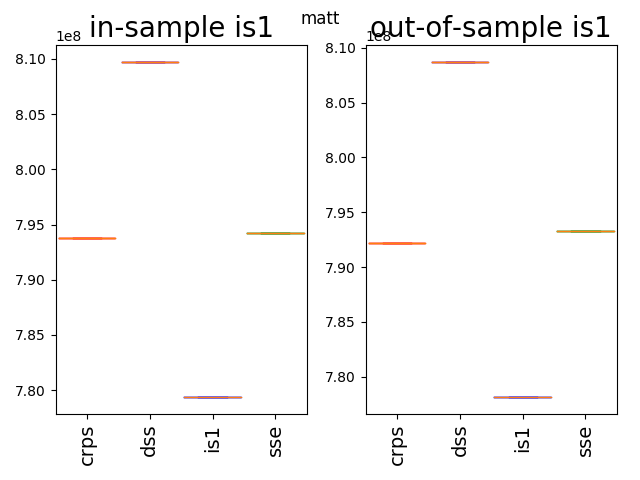 matt
in-sample is1
1e8
8.10
8.05
8.00
7.95
7.90
7.85
7.80
crps
dss
is1
sse
out-of-sample is1
1e8
8.10
8.05
8.00
7.95
7.90
7.85
7.80
crps
dss
is1
sse